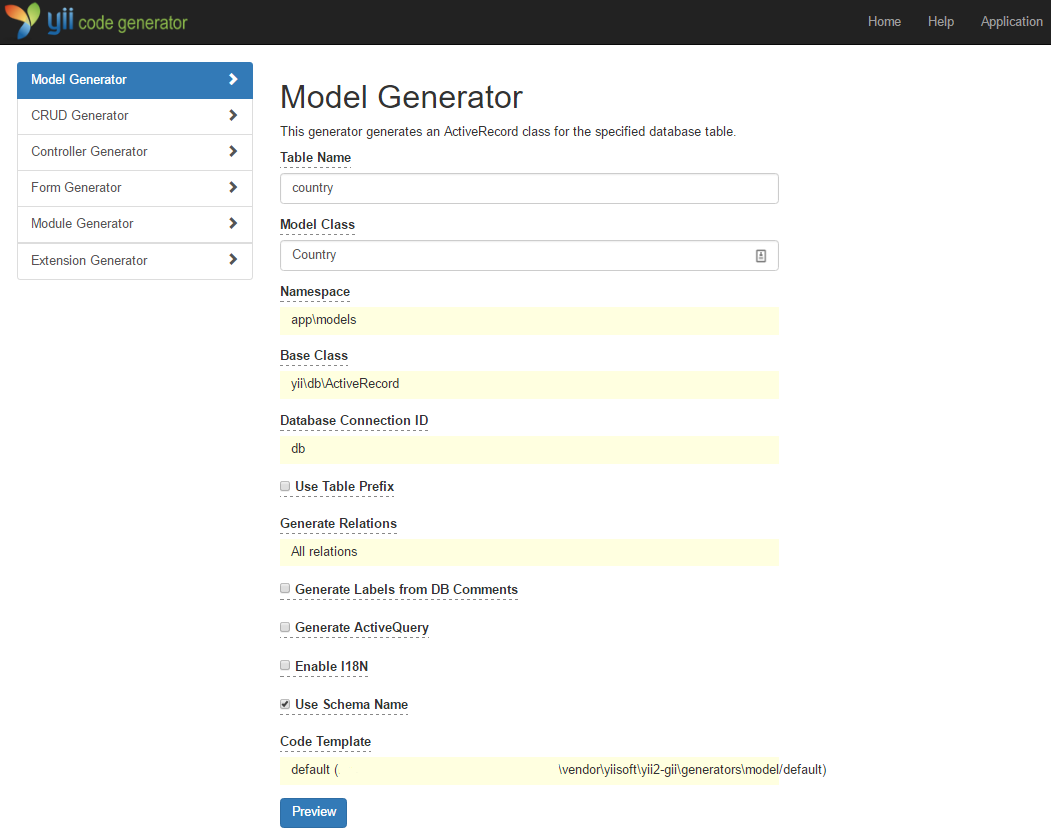 yii code generator
Home Help Application
Model Generator
CRUD Generator
Controller Generator
Form Generator
Module Generator
Extension Generator
Model Generator
This generator generates an ActiveRecord class for the specified database table.
Table Name
country
Model Class
Country
Namespace
app\models
Base Class
yii\db\ActiveRecord
Database Connection ID
db
Use Table Prefix
Generate Relations
All relations
Generate Labels from DB Comments
Generate ActiveQuery
Enable I18N
Use Schema Name
Code Template
default ( \vendor\yiisoft\yii2-gii\generators\model/default)
Preview